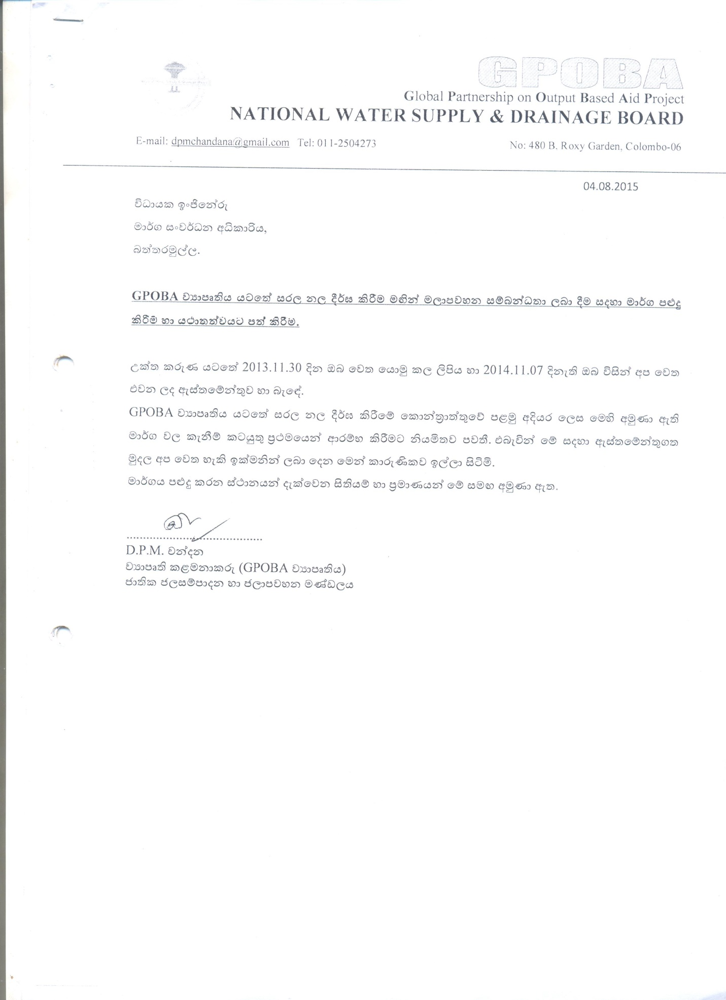 GPOBA
Global Partnership on Output Based Aid Project
NATIONAL WATER SUPPLY & DRAINAGE BOARD
E-mail: dpmchandana@gmail.com Tel: 011-2504273
No: 480 B, Roxy Garden, Colombo-06
04.08.2015
විධායක ඉංජිනේරු
මාර්ග සංවර්ධන අධිකාරිය,
බත්තරමුල්ල.
GPOBA ව්‍යාපෘතිය යටතේ සරල නල දීර්ඝ කිරීම මඟින් මලාපවහන සම්බන්ධතා ලබා දීම සදහා මාර්ග පළුදු
කිරීම් හා යථාතත්වයට පත් කිරීම.
උක්ත කරුණ යටතේ 2013.11.30 දින ඔබ වෙත යොමු කල ලිපිය හා 2014.11.07 දිනැති ඔබ විසින් අප වෙත
එවන ලද ඇස්තමේන්තුව හා බැඳේ.
GPOBA ව්‍යාපෘතිය යටතේ සරල නල දීර්ඝ කිරීමේ කොන්ත්‍රාත්තුවේ පළමු අදියර ලෙස මෙහි අමුණා ඇති
මාර්ග වල කැනීම් කටයුතු ප්‍රථමයෙන් ආරම්භ කිරීමට නියමිතව පවතී. එබැවින් මේ සදහා ඇස්තමේන්තුගත
මුදල අප වෙත හැකි ඉක්මනින් ලබා දෙන මෙන් කාරුණිකව ඉල්ලා සිටිමි.
මාර්ගය පළුදු කරන ස්ථානයන් දැක්වෙන සිතියම් හා ප්‍රමාණයන් මේ සමඟ අමුණා ඇත.
D.P.M. චන්දන
ව්‍යාපෘති කළමනාකරු (GPOBA ව්‍යාපෘතිය)
ජාතික ජලසම්පාදන හා ජලාපවහන මණ්ඩලය